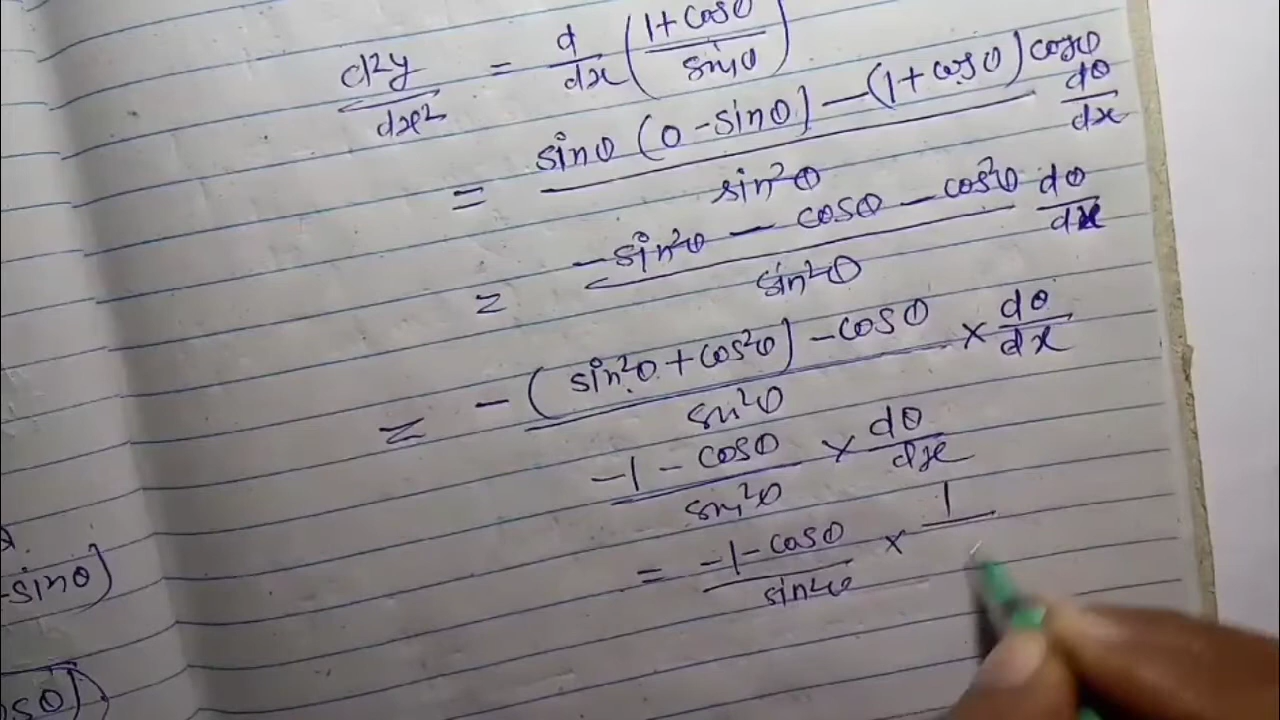 d²y/dx² = d/dx (1+cosθ/sinθ)
= sinθ (0-sinθ) - (1+cosθ) cosθ/sin²θ dθ/dx
= -sin²θ - cosθ - cos²θ/sin²θ dθ/dx
= -(sin²θ + cos²θ) - cosθ/sin²θ × dθ/dx
-1 - cosθ/sin²θ × dθ/dx
= -1 - cosθ/sin²θ × 1/
-sinθ)